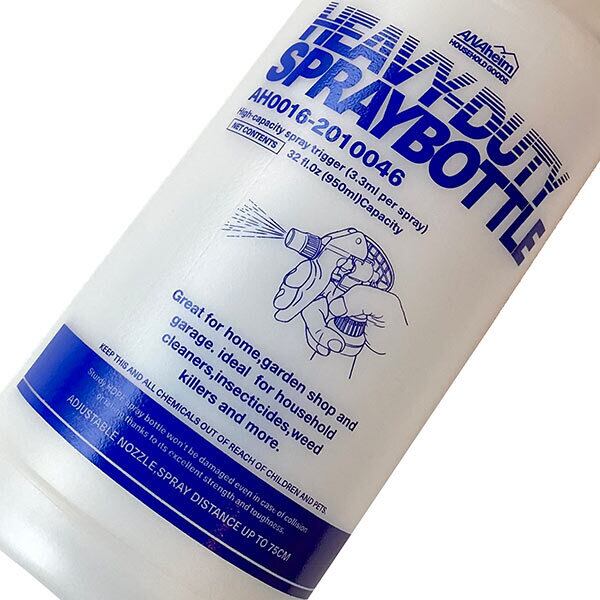 ANAheim
HOUSEHOLD GOODS
HEAVY-DUTY
SPRAYBOTTLE
AH0016-2010046
High-capacity spray trigger (3.3ml per spray)
NET CONTENTS 32 fl.Oz (950ml)Capacity
Great for home,garden shop and
garage. ideal for household
cleaners,insecticides,weed
killers and more.
KEEP THIS AND ALL CHEMICALS OUT OF REACH OF CHILDREN AND PETS.
Sturdy HDPE spray bottle won't be damaged even in case of collision
thanks to its excellent strength and toughness.
ADJUSTABLE NOZZLE,SPRAY DISTANCE UP TO 75CM